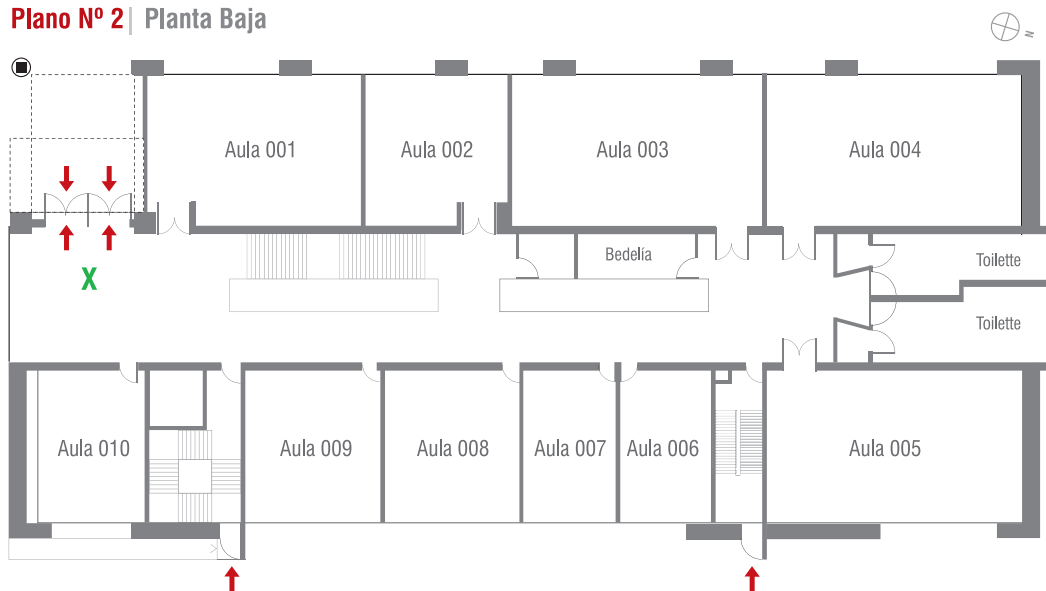 Plano Nº 2 | Planta Baja
N
Aula 001
Aula 002
Aula 003
Aula 004
X
Bedelía
Toilette
Toilette
Aula 010
Aula 009
Aula 008
Aula 007
Aula 006
Aula 005